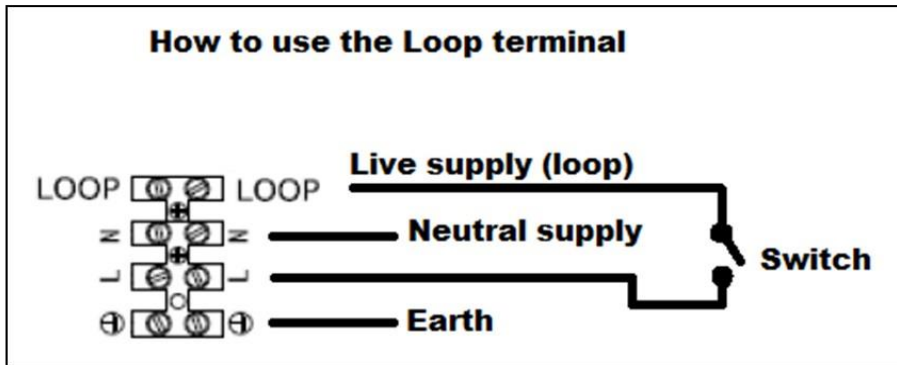 How to use the Loop terminal
Live supply (loop)
LOOP LOOP
N N Neutral supply
L L Switch
Earth